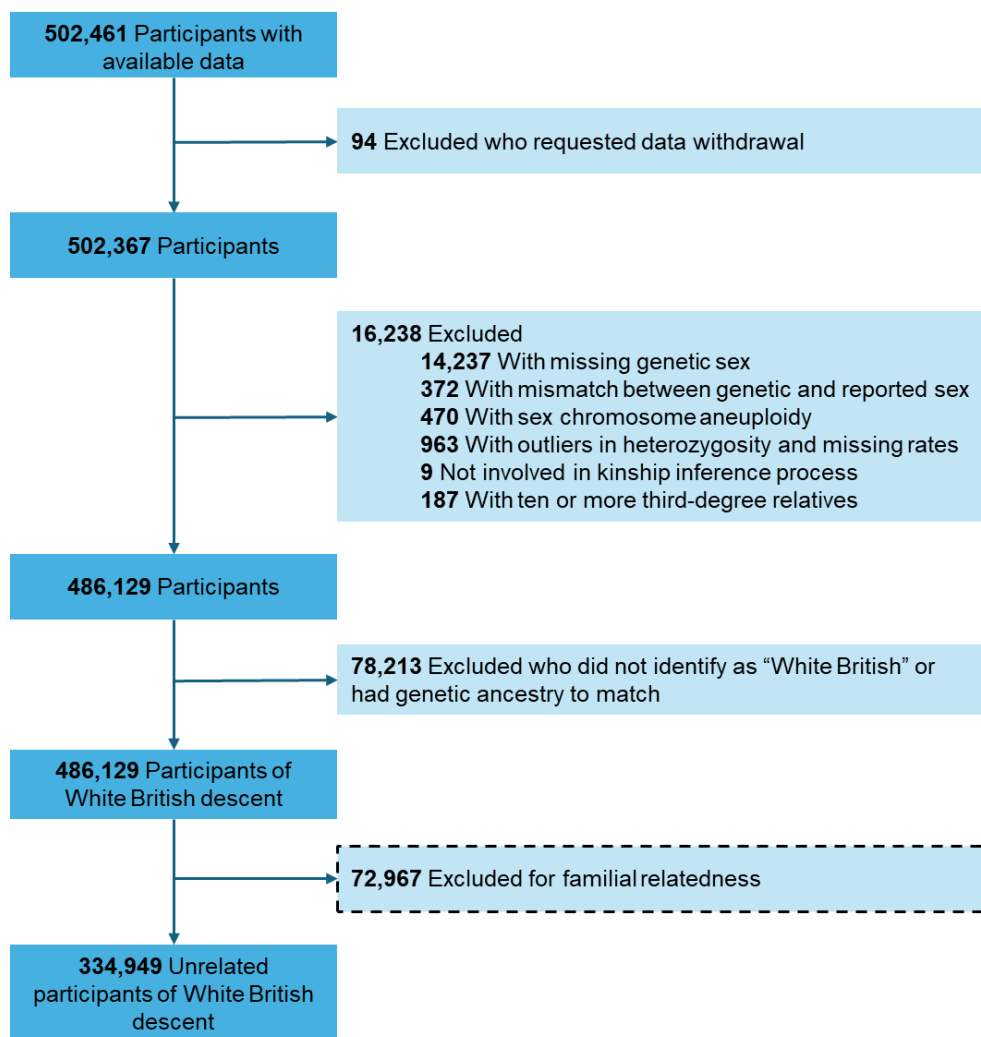 502,461 Participants with
available data
94 Excluded who requested data withdrawal
502,367 Participants
16,238 Excluded
14,237 With missing genetic sex
372 With mismatch between genetic and reported sex
470 With sex chromosome aneuploidy
963 With outliers in heterozygosity and missing rates
9 Not involved in kinship inference process
187 With ten or more third-degree relatives
486,129 Participants
78,213 Excluded who did not identify as “White British” or
had genetic ancestry to match
486,129 Participants of
White British descent
72,967 Excluded for familial relatedness
334,949 Unrelated
participants of White British
descent